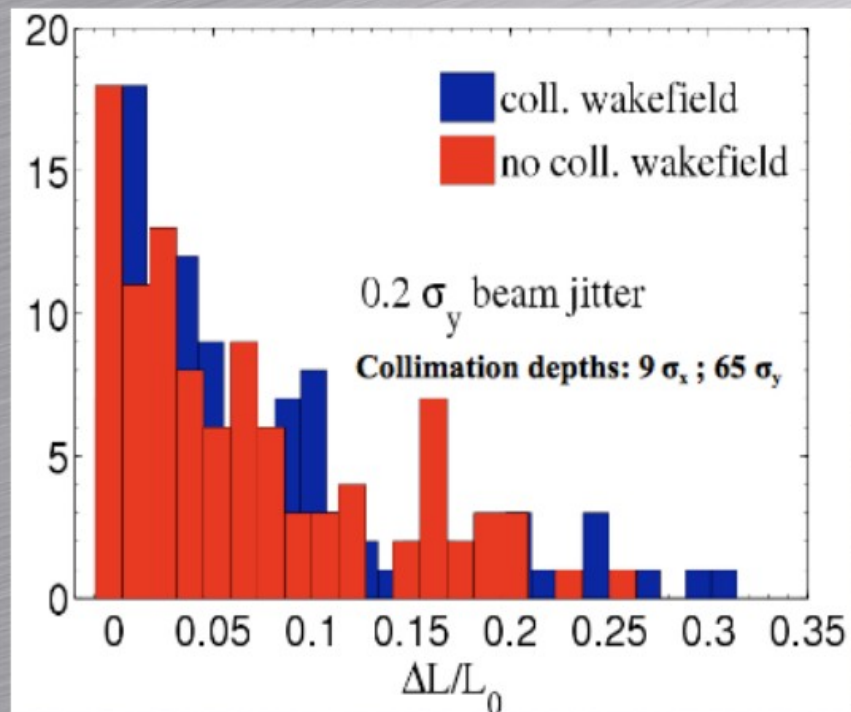 20
coll. wakefield
no coll. wakefield
15
0.2 σy beam jitter
10
Collimation depths: 9 σx ; 65 σy
5
0
0 0.05 0.1 0.15 0.2 0.25 0.3 0.35
ΔL/L0